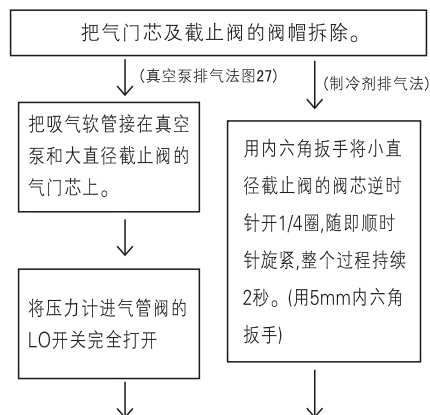 把气门芯及截止阀的阀帽拆除。
(真空泵排气法图27)
(制冷剂排气法)
把吸气软管接在真空
泵和大直径截止阀的
气门芯上。
将压力计进气管阀的
LO开关完全打开
用内六角扳手将小直
径截止阀的阀芯逆时
针开1/4圈,随即顺时
针旋紧,整个过程持续
2秒。(用5mm内六角
扳手)